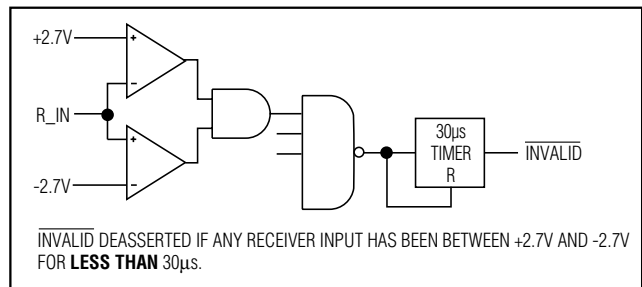 +2.7V
R_IN
-2.7V
+
−
+
−
30µs
TIMER
R
INVALID
INVALID DEASSERTED IF ANY RECEIVER INPUT HAS BEEN BETWEEN +2.7V AND -2.7V
FOR LESS THAN 30µs.